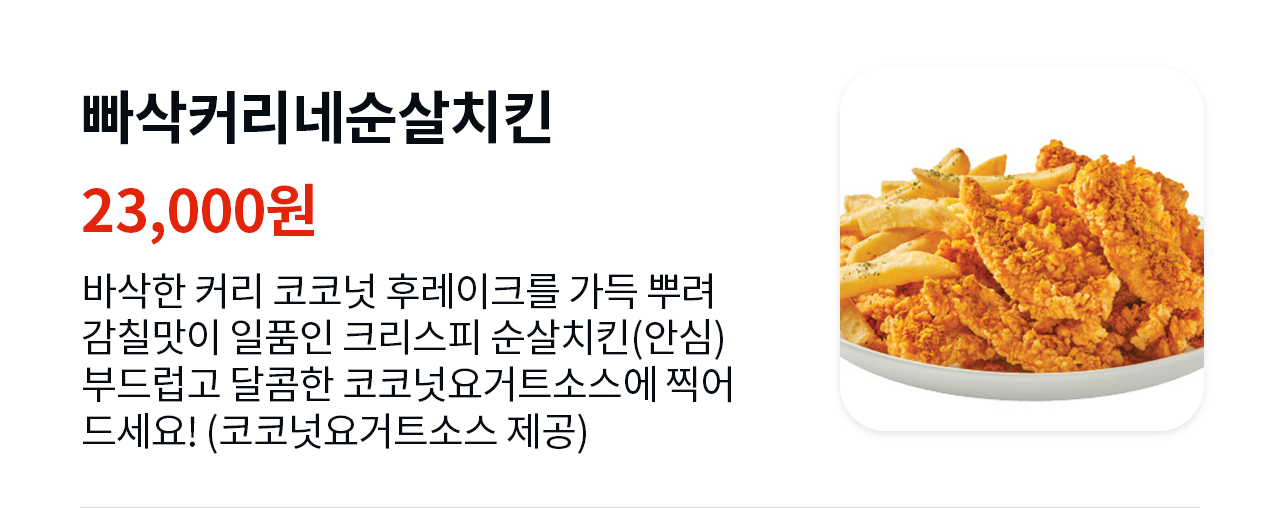 빠삭커리네순살치킨
23,000원
바삭한 커리 코코넛 후레이크를 가득 뿌려
감칠맛이 일품인 크리스피 순살치킨(안심)
부드럽고 달콤한 코코넛요거트소스에 찍어
드세요! (코코넛요거트소스 제공)